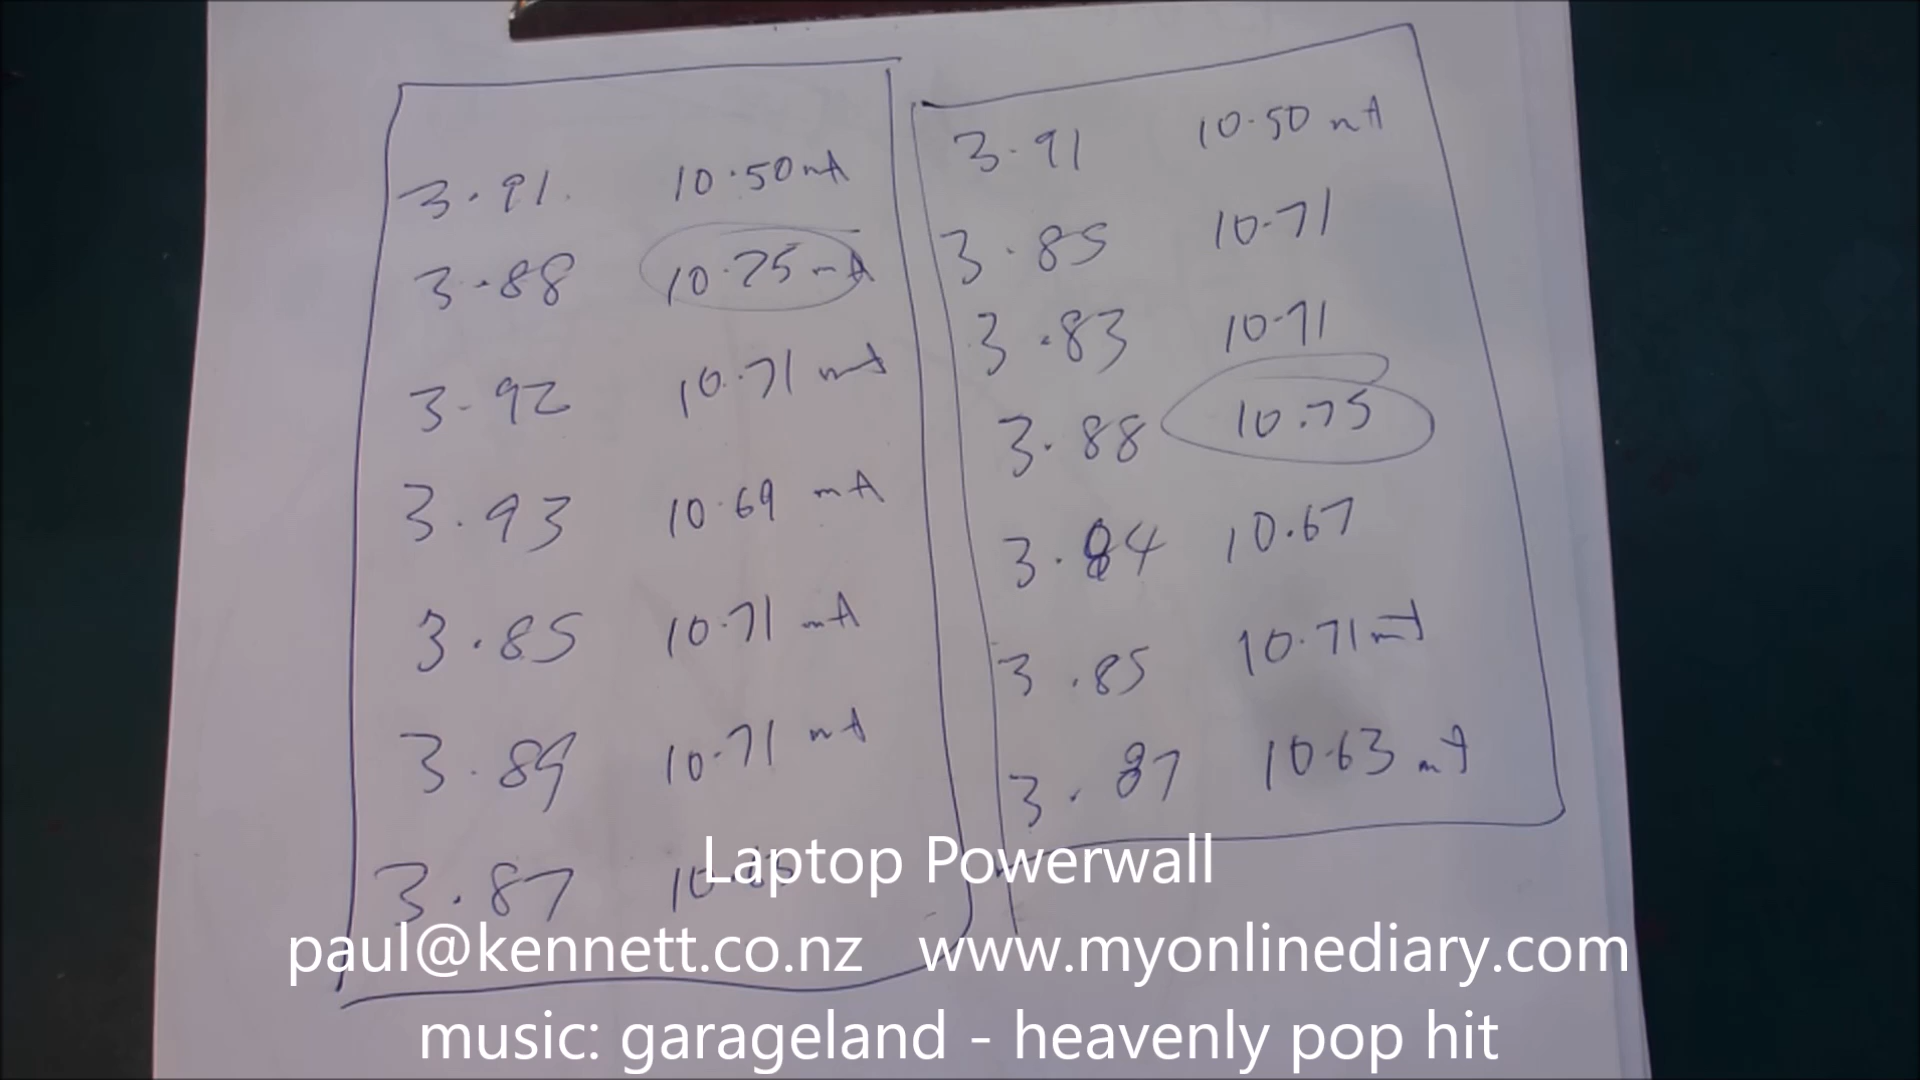 3.91. 10.50mA
3.88 10.75mA
3.92 10.71 mA
3.93 10.69 mA
3.85 10.71 mA
3.89 10.71 mA
3.87
3.91 10.50 mA
3.85 10.71
3.83 10.71
3.88 10.75
3.84 10.67
3.85 10.71mA
3.87 10.63 mA
Laptop Powerwall
paul@kennett.co.nz www.myonlinediary.com
music: garageland - heavenly pop hit